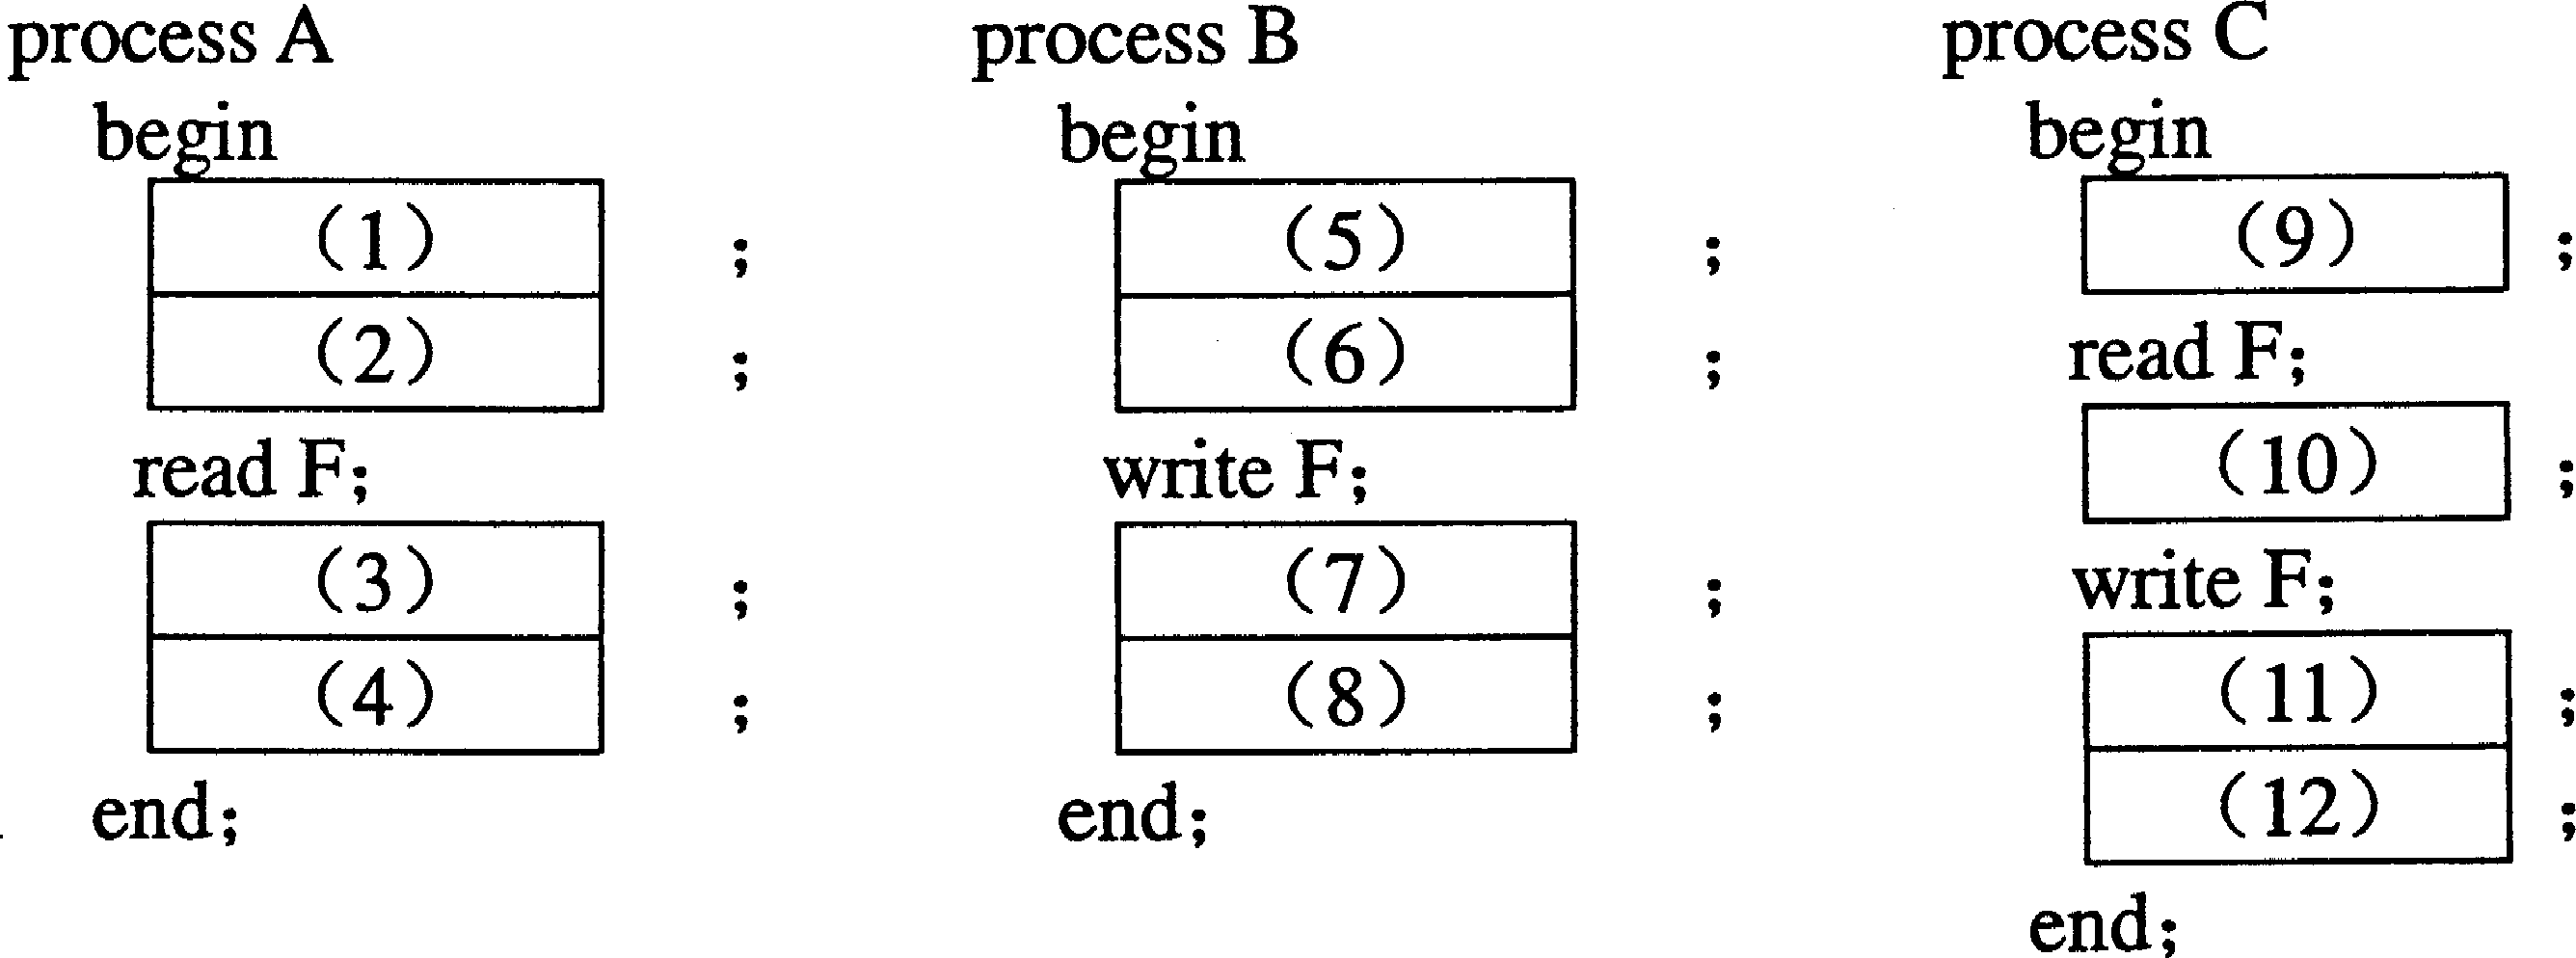 process A
begin
（1） ;
（2） ;
read F;
（3） ;
（4） ;
end;
process B
begin
（5） ;
（6） ;
write F;
（7） ;
（8） ;
end;
process C
begin
（9） ;
read F;
（10） ;
write F;
（11） ;
（12） ;
end;